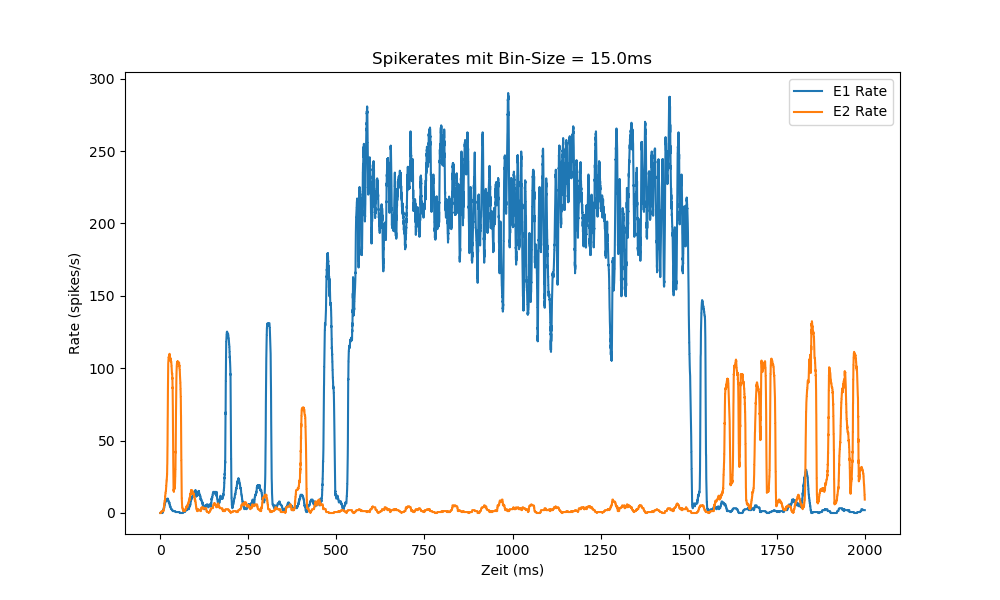 Spikerates mit Bin-Size = 15.0ms
E1 Rate
E2 Rate
Rate (spikes/s)
300
250
200
150
100
50
0
0 250 500 750 1000 1250 1500 1750 2000
Zeit (ms)